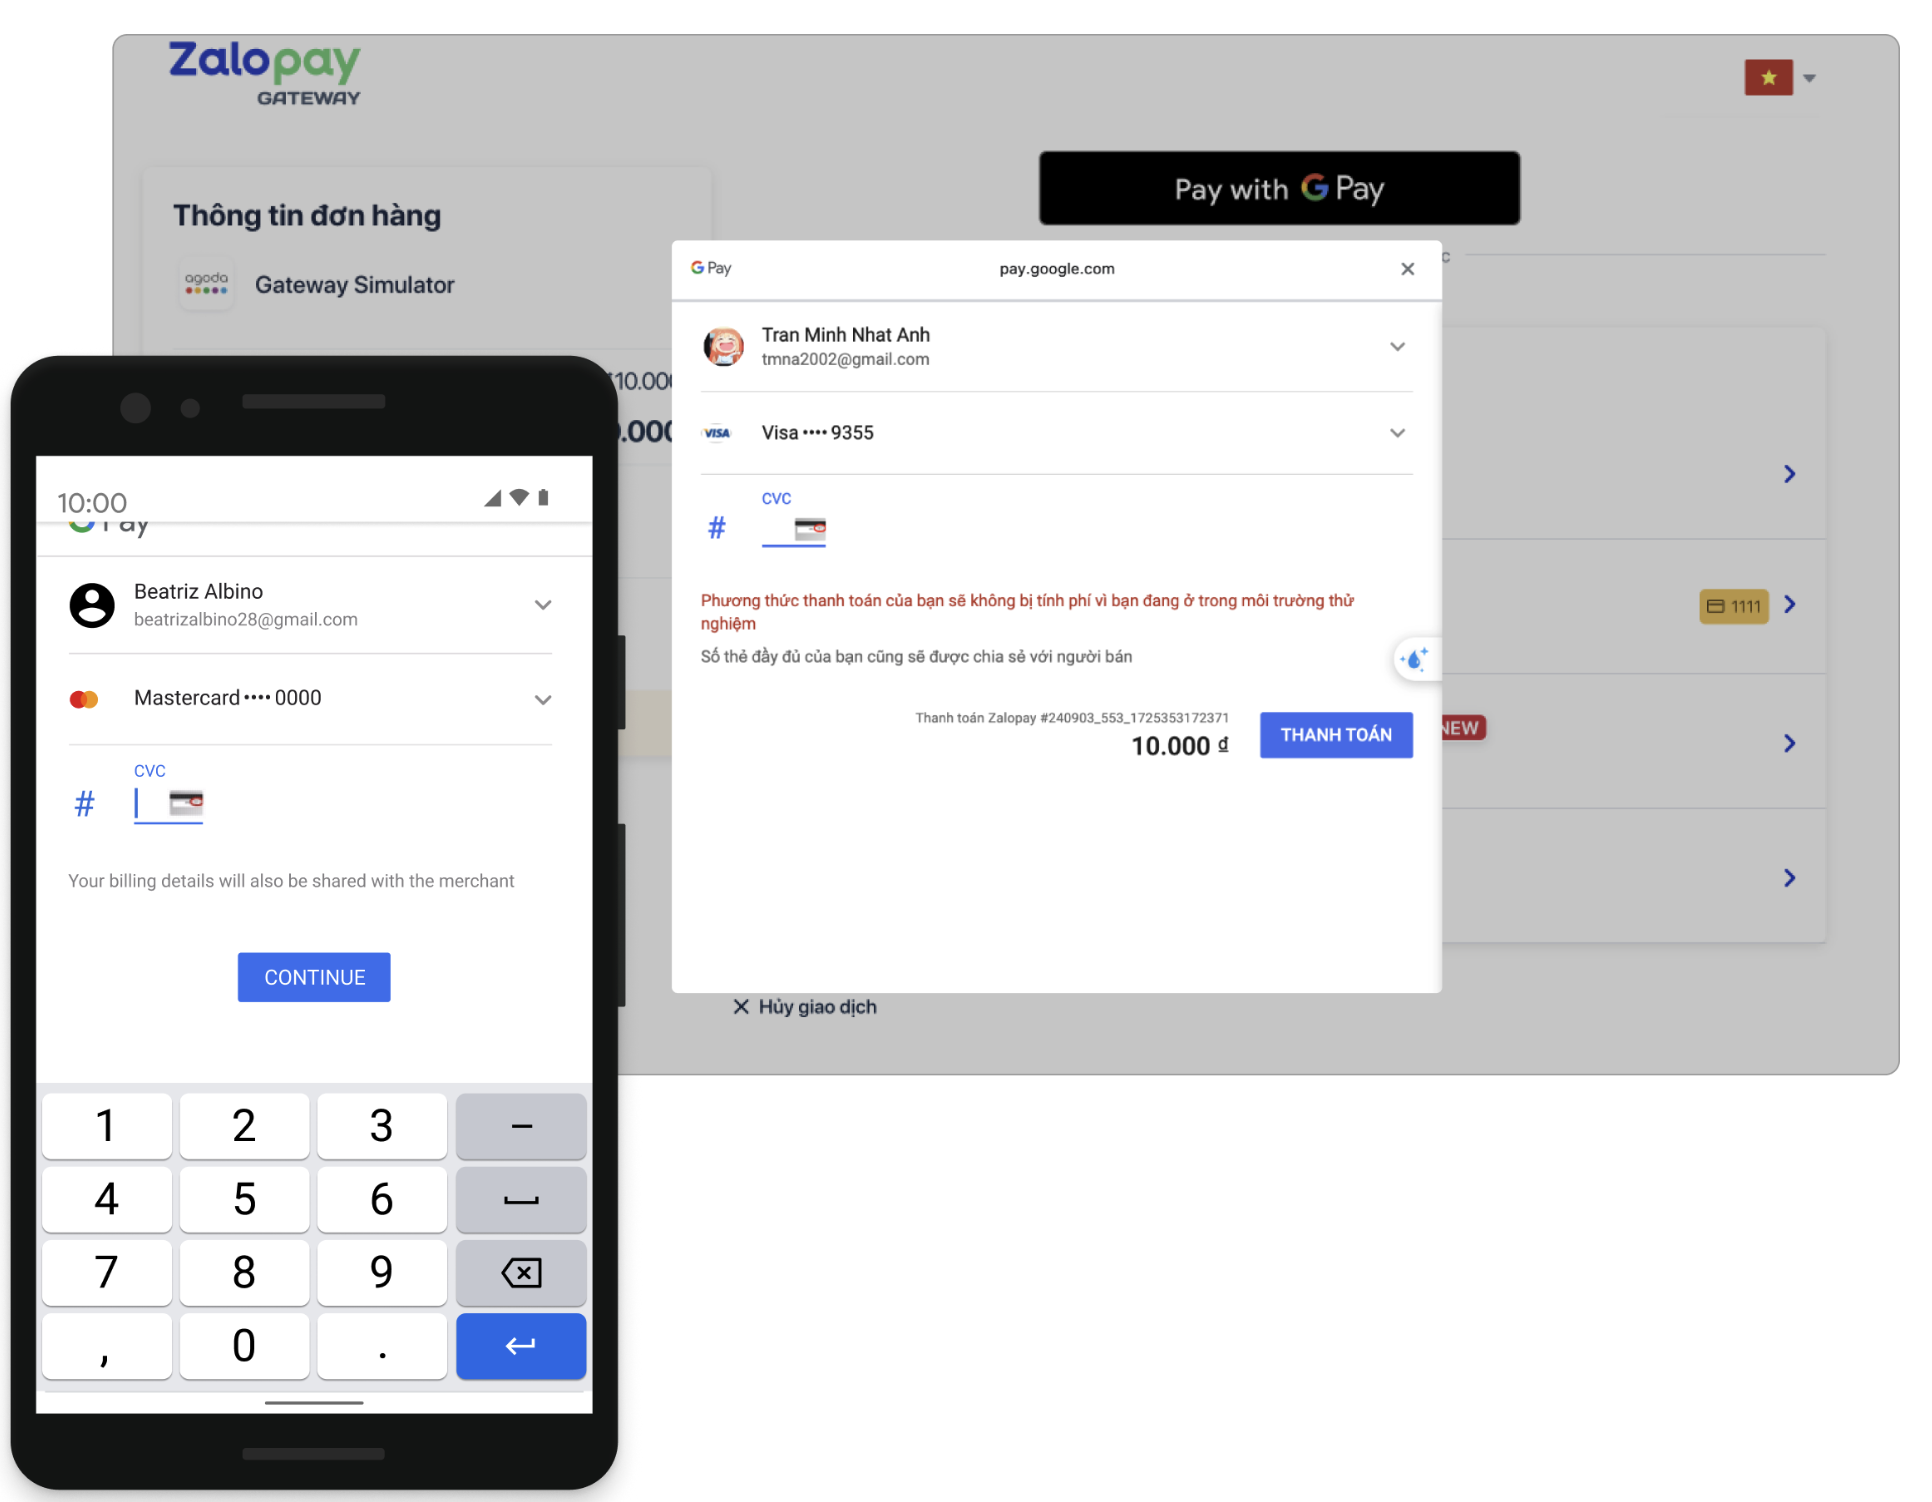 Zalopay
GATEWAY
Pay with G Pay
Thông tin đơn hàng
agoda
Gateway Simulator
G Pay
pay.google.com
Tran Minh Nhat Anh
tmna2002@gmail.com
VISA
Visa •••• 9355
CVC
#
Phương thức thanh toán của bạn sẽ không bị tính phí vì bạn đang ở trong môi trường thử
nghiệm
Số thẻ đầy đủ của bạn cũng sẽ được chia sẻ với người bán
Thanh toán Zalopay #240903_553_1725353172371
10.000 ₫
THANH TOÁN
1111
NEW
Hủy giao dịch
10:00
Pay
Beatriz Albino
beatrizalbino28@gmail.com
Mastercard •••• 0000
CVC
#
Your billing details will also be shared with the merchant
CONTINUE
1 2 3 –
4 5 6
7 8 9
, 0 .